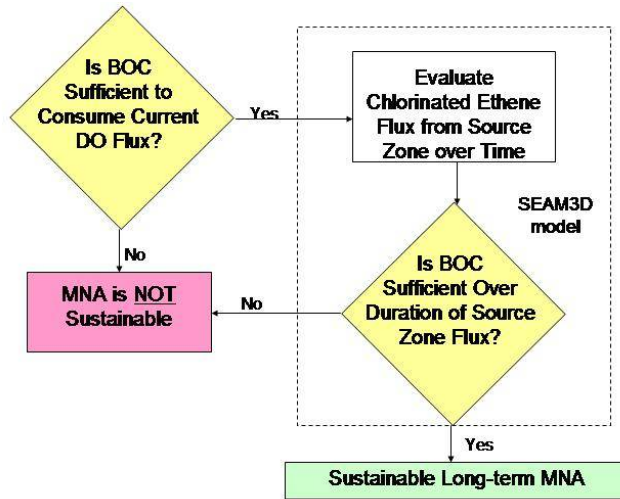 Is BOC
Sufficient to
Consume Current
DO Flux?
Yes
Evaluate
Chlorinated Ethene
Flux from Source
Zone over Time
SEAM3D
model
No
MNA is NOT
Sustainable
No
Is BOC
Sufficient Over
Duration of Source
Zone Flux?
Yes
Sustainable Long-term MNA